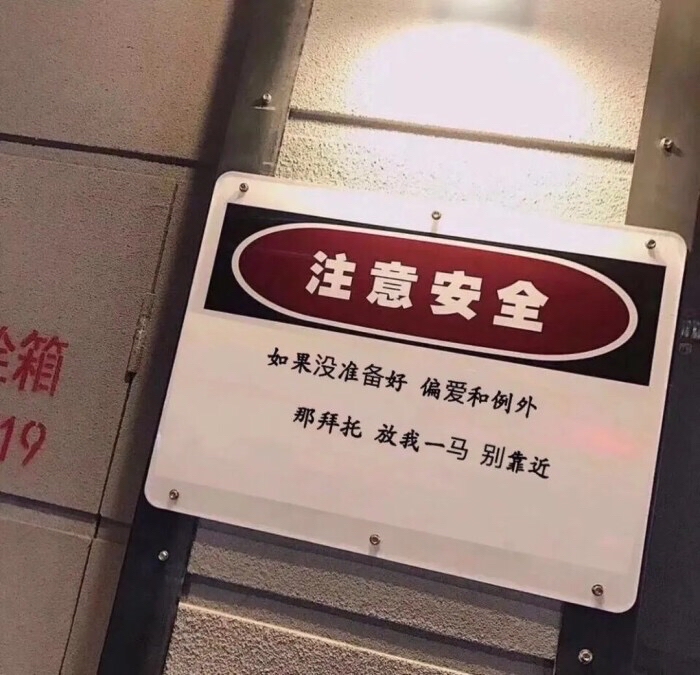 注意安全
如果没准备好 偏爱和例外
那拜托 放我一马 别靠近
箱
19